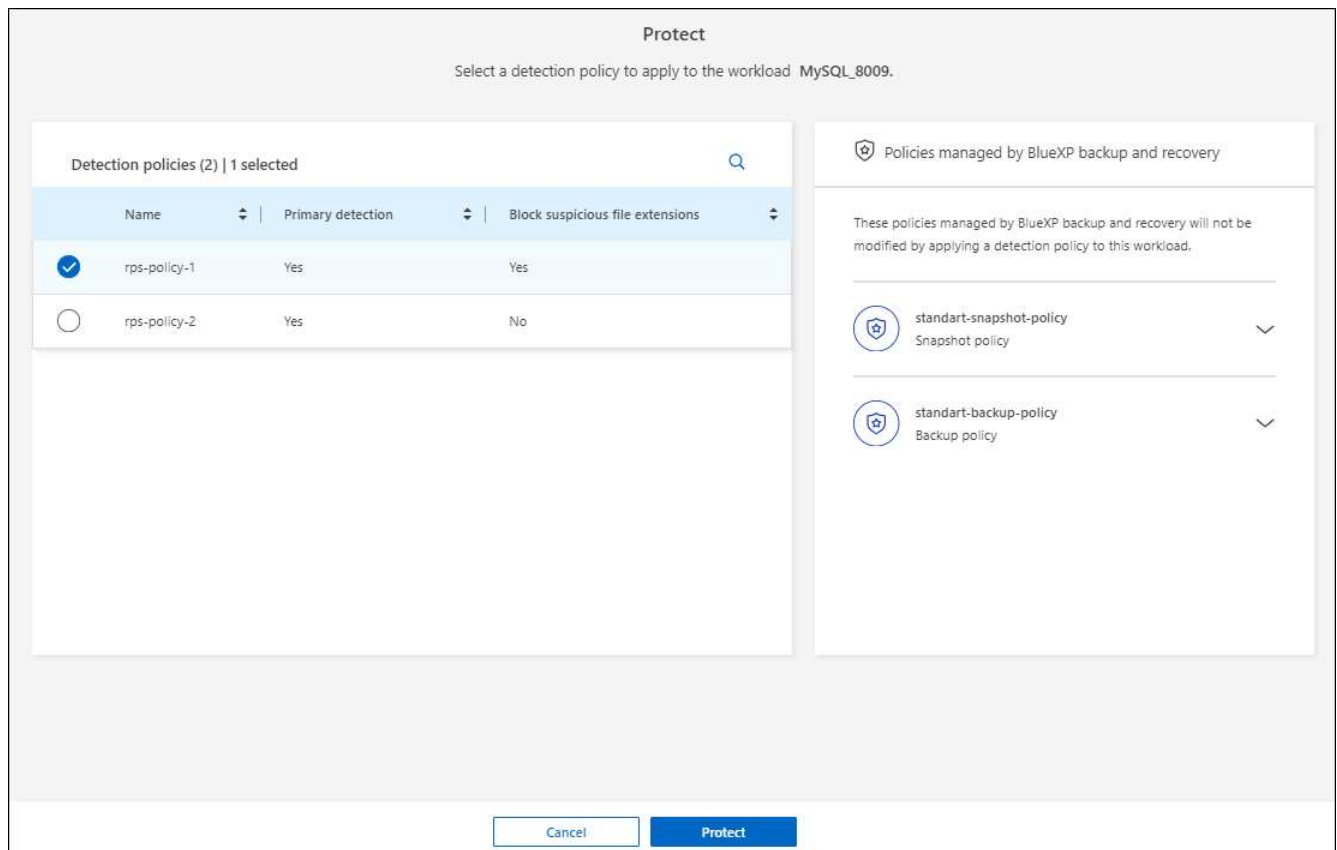 Protect
Select a detection policy to apply to the workload MySQL_8009.
Detection policies (2) | 1 selected
Name | Primary detection | Block suspicious file extensions
rps-policy-1 Yes Yes
rps-policy-2 Yes No
Policies managed by BlueXP backup and recovery
These policies managed by BlueXP backup and recovery will not be
modified by applying a detection policy to this workload.
standart-snapshot-policy
Snapshot policy
standart-backup-policy
Backup policy
Cancel Protect